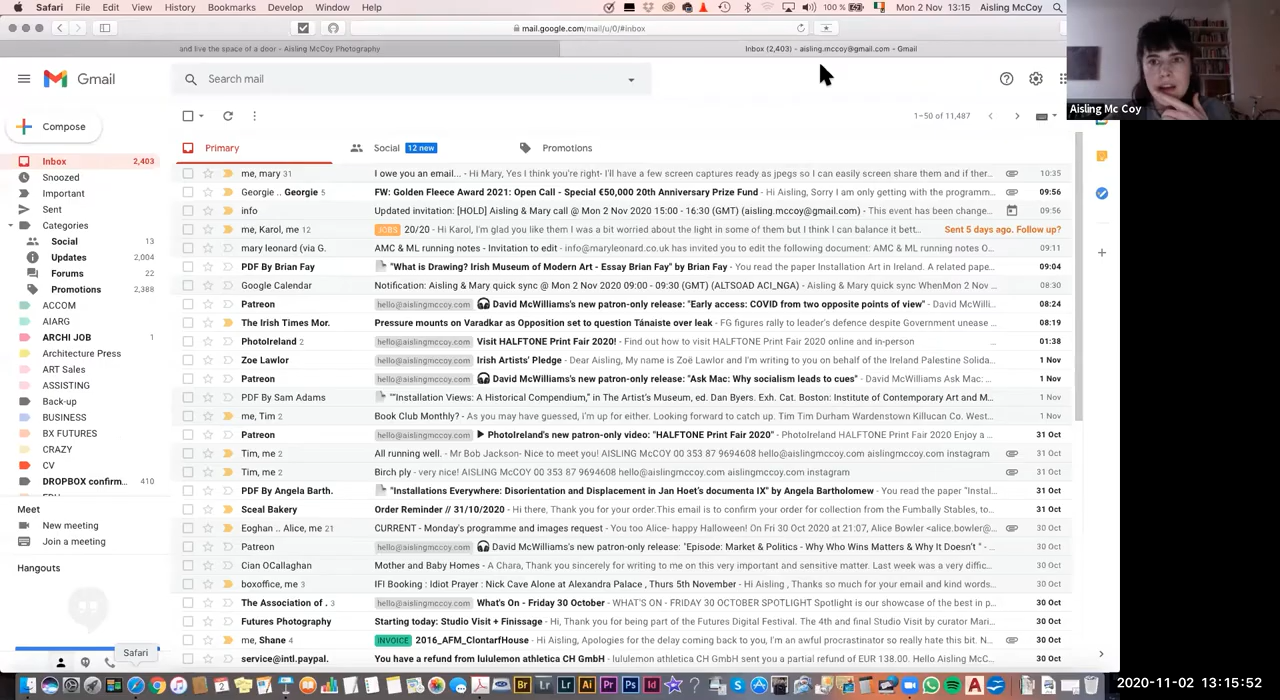 Safari File Edit View History Bookmarks Develop Window Help 100 % Mon 2 Nov 13:15 Aisling McCoy
mail.google.com/mail/u/0/#inbox
and live the space of a door - Aisling McCoy Photography
Inbox (2,403) - aisling.mccoy@gmail.com - Gmail
Gmail
Search mail
Aisling Mc Coy
Compose
1–50 of 11,487
Primary
Social 12 new
Promotions
Inbox 2,403
Snoozed
Important
Sent
Categories
Social 13
Updates 2,004
Forums 22
Promotions 2,388
ACCOM
AIARG
ARCHI JOB 1
Architecture Press
ART Sales
ASSISTING
Back-up
BUSINESS
BX FUTURES
CRAZY
CV
DROPBOX confirm... 410
Meet
New meeting
Join a meeting
Hangouts
Safari
me, mary 31 I owe you an email... - Hi Mary, Yes I think you're right- I'll have a few screen captures ready as jpegs so I can easily screen share them and if ther... 10:35
Georgie .. Georgie 5 FW: Golden Fleece Award 2021: Open Call - Special €50,000 20th Anniversary Prize Fund - Hi Aisling, Sorry I am only getting with the programm... 09:56
info Updated invitation: [HOLD] Aisling & Mary call @ Mon 2 Nov 2020 15:00 - 16:30 (GMT) (aisling.mccoy@gmail.com) - This event has been change... 09:56
me, Karol, me 12 JOBS 20/20 - Hi Karol, I'm glad you like them I was a bit worried about the light in some of them but I think I can balance it bett... Sent 5 days ago. Follow up?
mary leonard (via G. AMC & ML running notes - Invitation to edit - info@maryleonard.co.uk has invited you to edit the following document: AMC & ML running notes O... 09:11
PDF By Brian Fay "What is Drawing? Irish Museum of Modern Art - Essay Brian Fay" by Brian Fay - You read the paper Installation Art in Ireland. A related pape... 09:04
Google Calendar Notification: Aisling & Mary quick sync @ Mon 2 Nov 2020 09:00 - 09:30 (GMT) (ALTSOAD ACI_NGA) - Aisling & Mary quick sync WhenMon 2 Nov ... 08:30
Patreon hello@aislingmccoy.com David McWilliams's new patron-only release: "Early access: COVID from two opposite points of view" - David McWilli... 08:24
The Irish Times Mor. Pressure mounts on Varadkar as Opposition set to question Tánaiste over leak - FG figures rally to leader's defence despite Government unease ... 08:19
PhotoIreland 2 hello@aislingmccoy.com Visit HALFTONE Print Fair 2020! - Find out how to visit HALFTONE Print Fair 2020 online and in-person ... 01:38
Zoe Lawlor hello@aislingmccoy.com Irish Artists' Pledge - Dear Aisling, My name is Zoë Lawlor and I'm writing to you on behalf of the Ireland Palestine Solida... 1 Nov
Patreon hello@aislingmccoy.com David McWilliams's new patron-only release: "Ask Mac: Why socialism leads to cues" - David McWilliams Ask Mac: ... 1 Nov
PDF By Sam Adams ""Installation Views: A Historical Compendium," in The Artist's Museum, ed. Dan Byers. Exh. Cat. Boston: Institute of Contemporary Art and M... 1 Nov
me, Tim 2 Book Club Monthly? - As you may have guessed, i'm up for either. Looking forward to catch up. Tim Tim Durham Wardenstown Killucan Co. West... 1 Nov
Patreon hello@aislingmccoy.com PhotoIreland's new patron-only video: "HALFTONE Print Fair 2020" - PhotoIreland HALFTONE Print Fair 2020 Enjoy a ... 31 Oct
Tim, me 2 All running well. - Mr Bob Jackson- Nice to meet you! AISLING McCOY 00 353 87 9694608 hello@aislingmccoy.com instagram 31 Oct
Tim, me 2 Birch ply - very nice! AISLING McCOY 00 353 87 9694608 hello@aislingmccoy.com instagram 31 Oct
PDF By Angela Barth. "Installations Everywhere: Disorientation and Displacement in Jan Hoet's documenta IX" by Angela Bartholomew - You read the paper "Instal... 31 Oct
Sceal Bakery Order Reminder // 31/10/2020 - Hi there, Thank you for your order.This email is to confirm your order for collection from the Fumbally Stables, to... 31 Oct
Eoghan .. Alice, me 21 CURRENT - Monday's programme and images request - You too Alice- happy Halloween! On Fri 30 Oct 2020 at 21:07, Alice Bowler <alice.bowler@... 30 Oct
Patreon hello@aislingmccoy.com David McWilliams's new patron-only release: "Episode: Market & Politics - Why Who Wins Matters & Why It Doesn't " - ... 30 Oct
Cian OCallaghan Mother and Baby Homes - A Chara, Thank you sincerely for writing to me on this very important and sensitive matter. Last week was a very diffic... 30 Oct
boxoffice, me 3 IFI Booking : Idiot Prayer : Nick Cave Alone at Alexandra Palace , Thurs 5th November - Hi Aisling , Thanks so much for your email and kind words... 30 Oct
The Association of . 3 hello@aislingmccoy.com What's On - Friday 30 October - WHAT'S ON - FRIDAY 30 OCTOBER SPOTLIGHT Spotlight is our showcase of the best in p... 30 Oct
Futures Photography Starting today: Studio Visit + Finissage - Hi, Thank you for being part of the Futures Digital Festival. The 4th and final Studio Visit by curator Mari... 30 Oct
me, Shane 4 INVOICE 2016_AFM_ClontarfHouse - Hi Aisling, Apologies for the delay coming back to you, I'm an awful procrastinator so really hate this bit. N... 30 Oct
service@intl.paypal. You have a refund from lululemon athletica CH GmbH - lululemon athletica CH GmbH sent you a partial refund of EUR 138.00. Hello Aisling McCoy... 30 Oct
2020-11-02 13:15:52